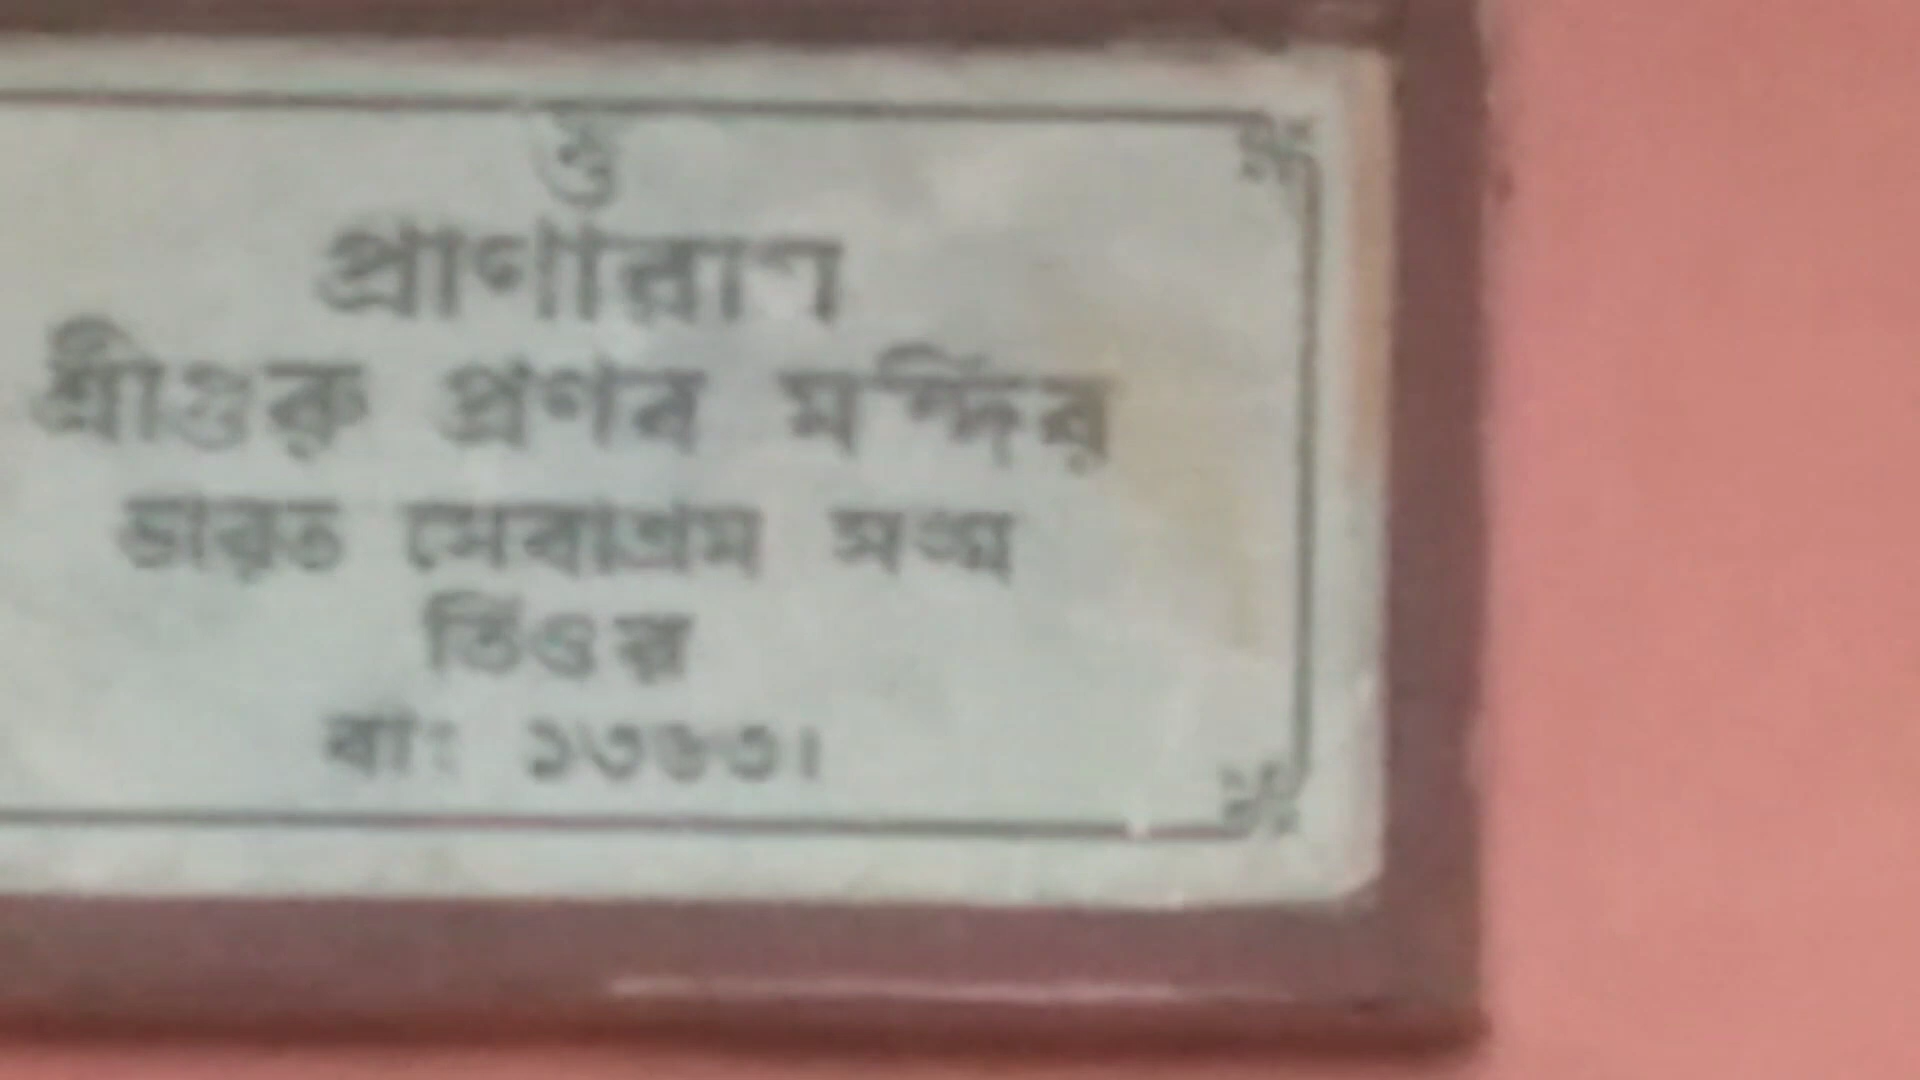 ওঁ
প্রাণারাম
শ্রীগুরু প্রণব মন্দির
ভারত সেবাশ্রম সঙ্ঘ
তিওর
বাং ১৩৬৩।